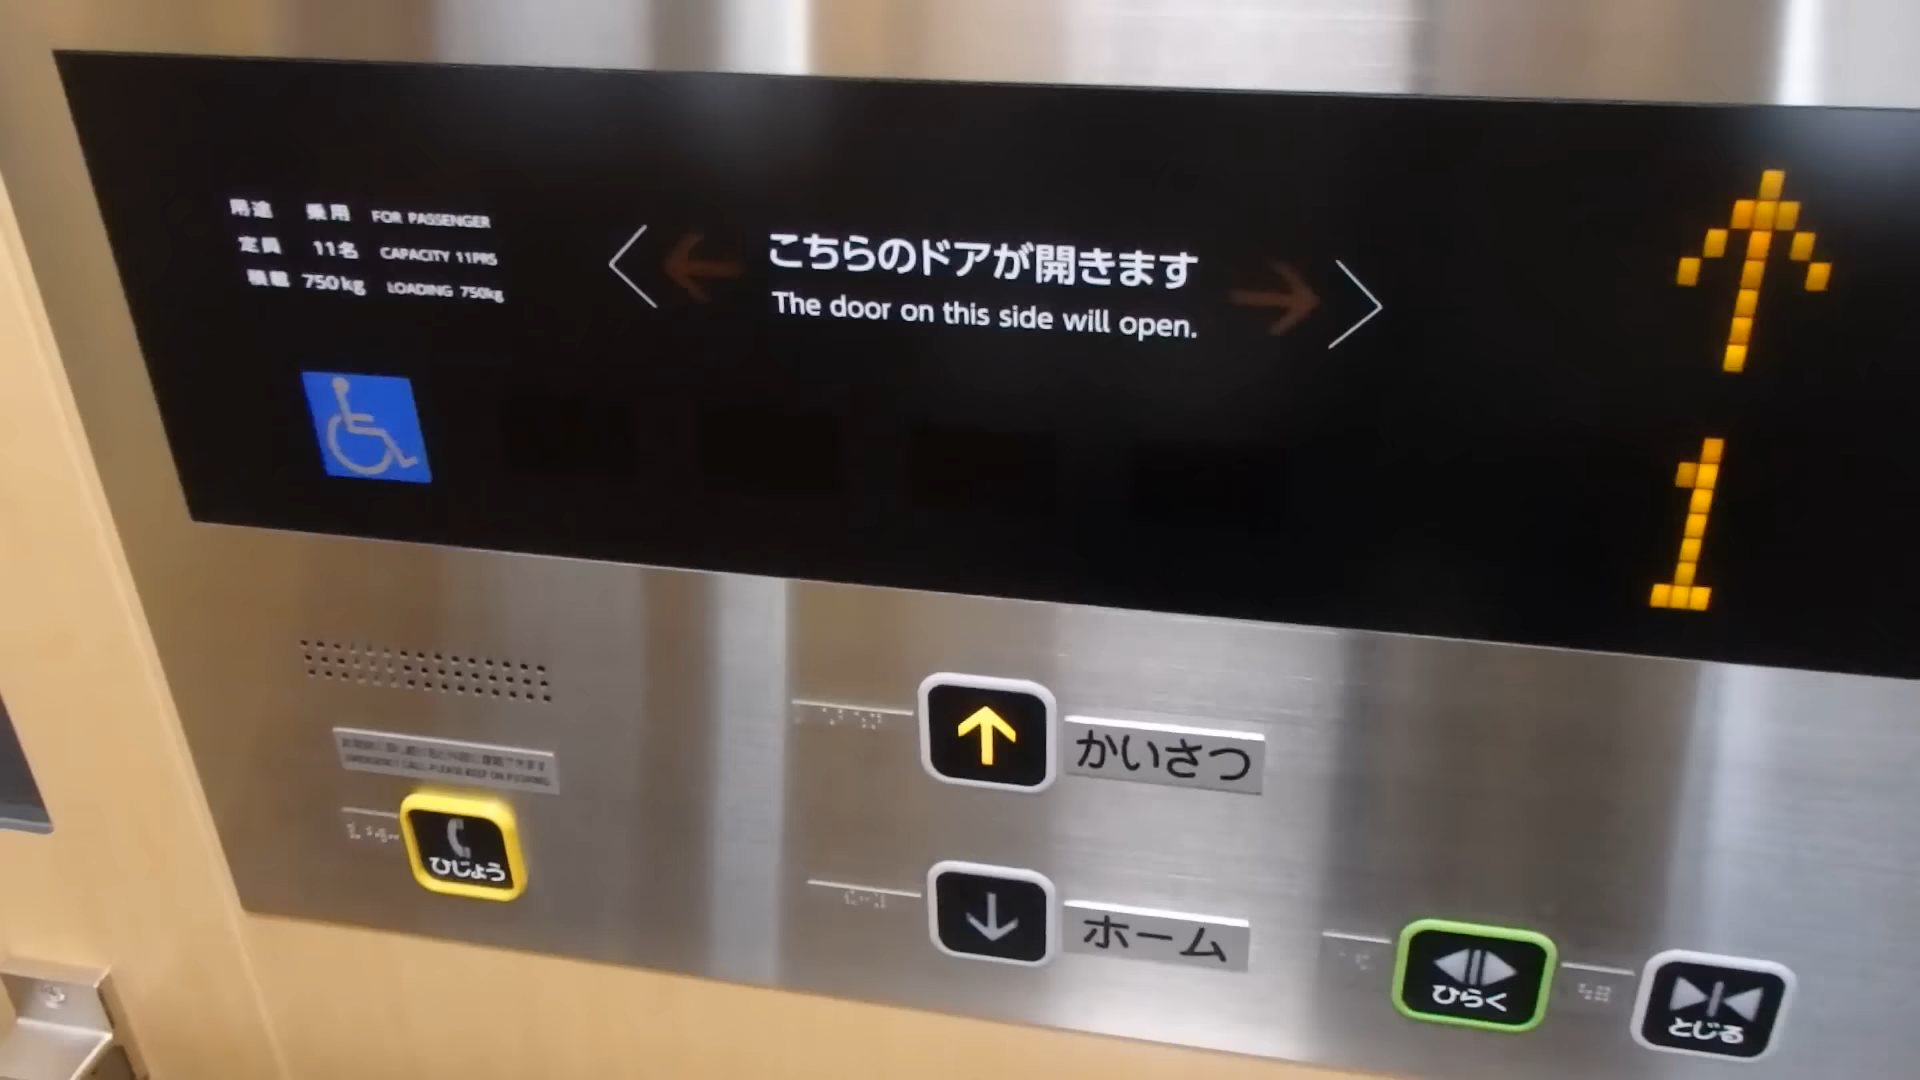 用途 乗用 FOR PASSENGER
定員 11名 CAPACITY 11PRS
積載 750kg LOADING 750kg
こちらのドアが開きます
The door on this side will open.
1
かいさつ
ひじょう
ホーム
ひらく
とじる